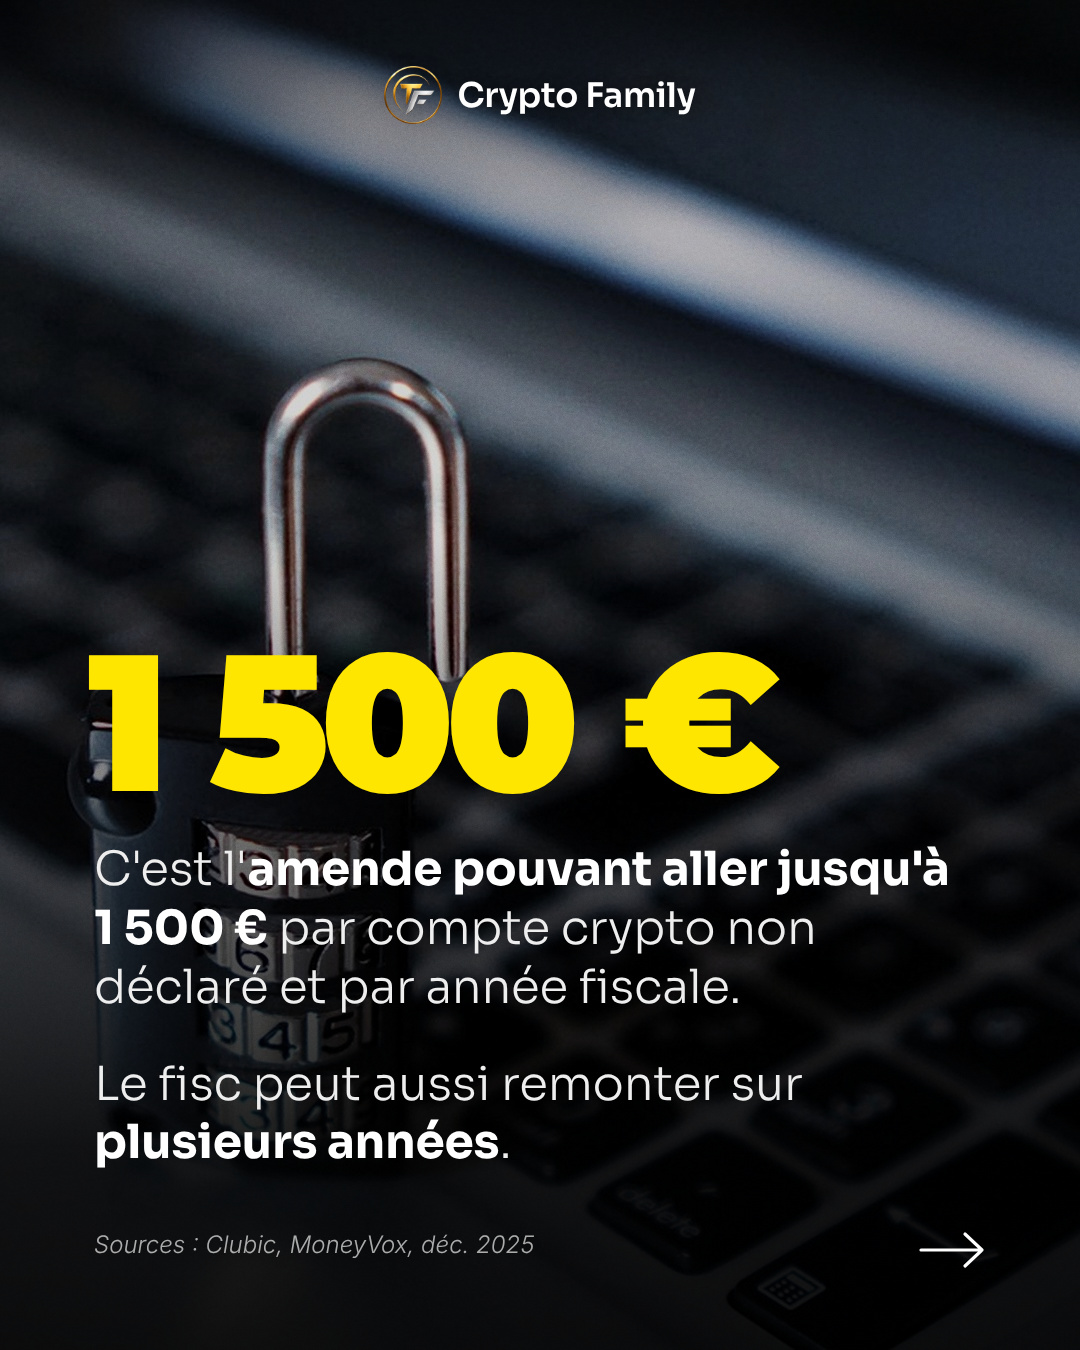 Crypto Family
1 500 €
C'est l'amende pouvant aller jusqu'à
1 500 € par compte crypto non
déclaré et par année fiscale.
Le fisc peut aussi remonter sur
plusieurs années.
Sources : Clubic, MoneyVox, déc. 2025
delete